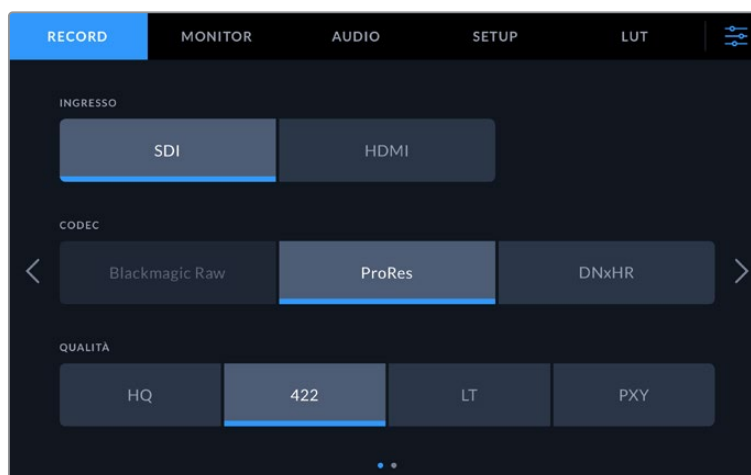 RECORD MONITOR AUDIO SETUP LUT
INGRESSO
SDI HDMI
CODEC
Blackmagic Raw ProRes DNxHR
QUALITÀ
HQ 422 LT PXY